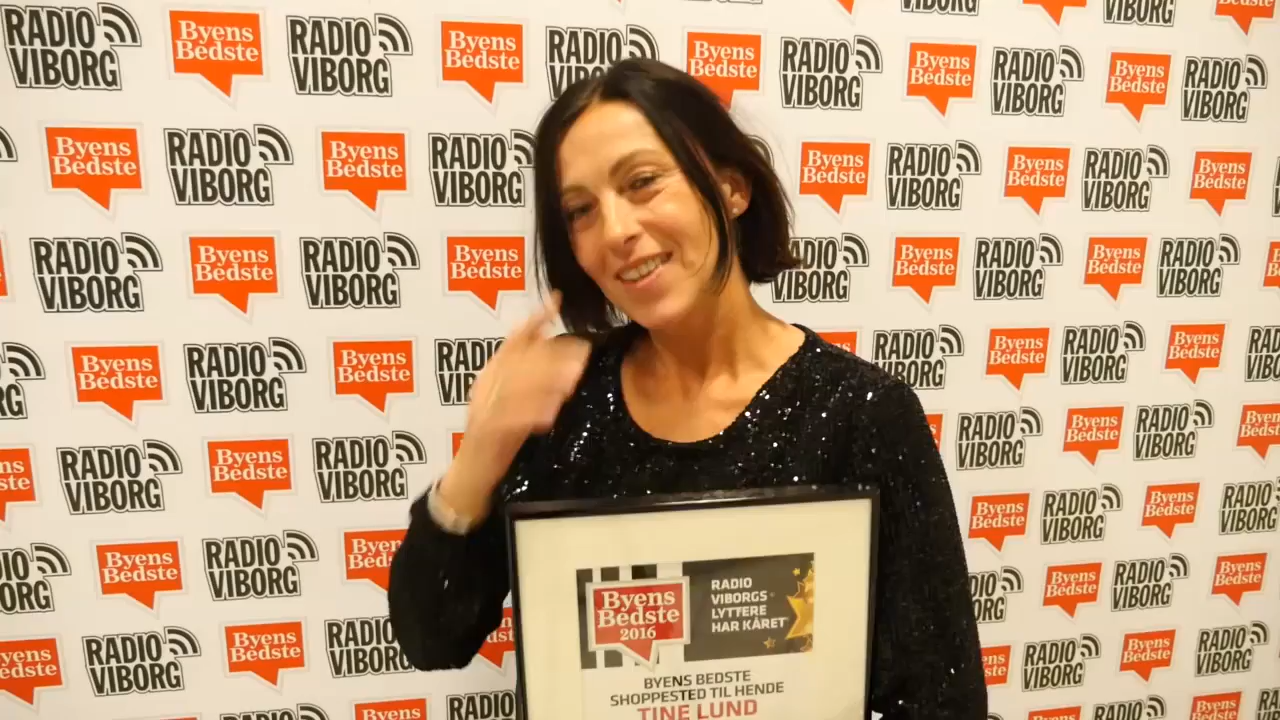 RADIO VIBORG
Byens Bedste
Byens
Bedste
2016
RADIO
VIBORGS
LYTTERE
HAR KÅRET
BYENS BEDSTE
SHOPPESTED TIL HENDE
TINE LUND